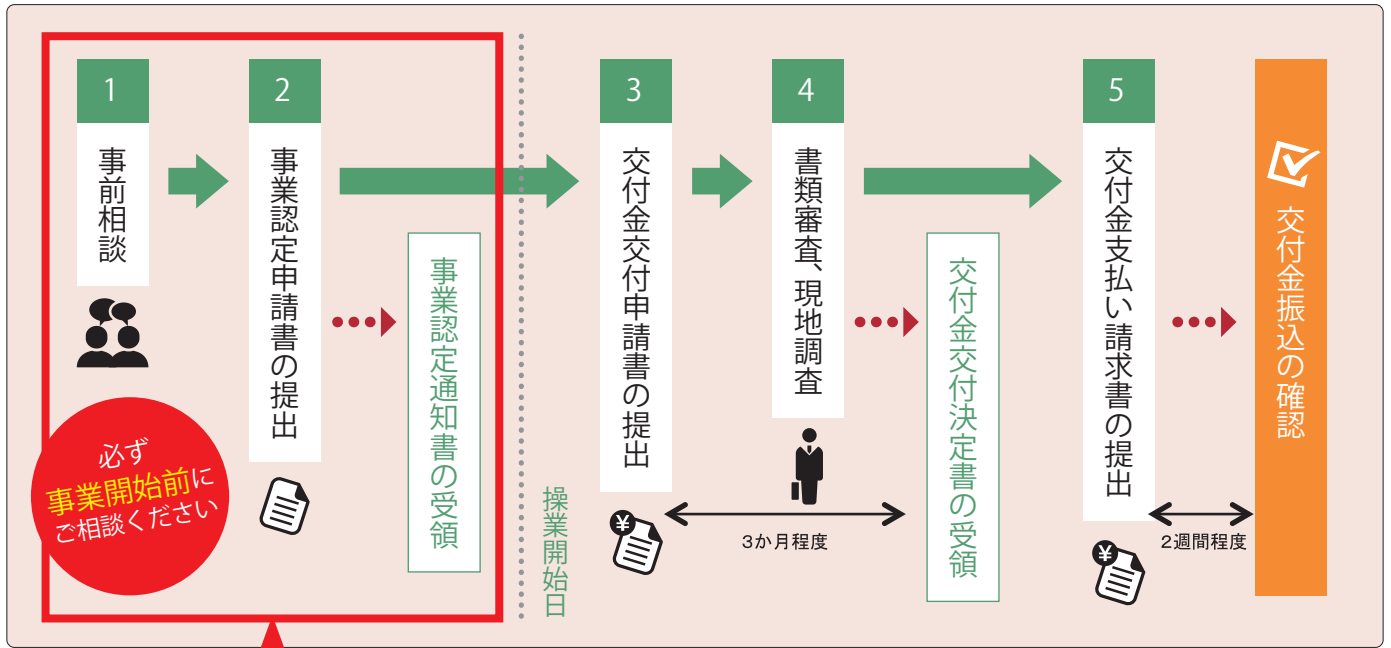 1
事前相談
必ず
事業開始前に
ご相談ください
2
事業認定申請書の提出
事業認定通知書の受領
操業開始日
3
交付金交付申請書の提出
¥
3か月程度
4
書類審査、現地調査
交付金交付決定書の受領
5
交付金支払い請求書の提出
¥
2週間程度
交付金振込の確認